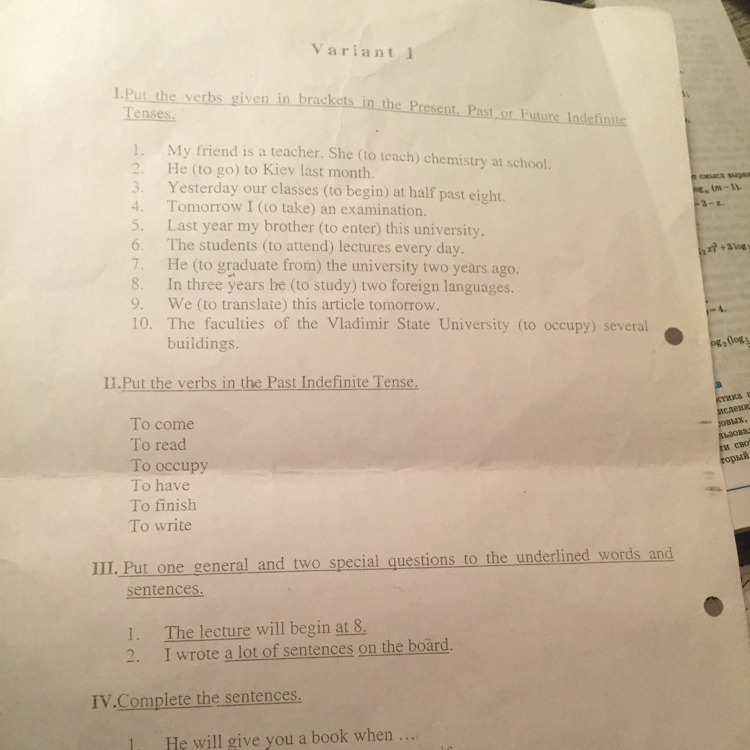 Variant 1
I.Put the verbs given in brackets in the Present, Past or Future Indefinite
Tenses.
1. My friend is a teacher. She (to teach) chemistry at school.
2. He (to go) to Kiev last month.
3. Yesterday our classes (to begin) at half past eight.
4. Tomorrow I (to take) an examination.
5. Last year my brother (to enter) this university.
6. The students (to attend) lectures every day.
7. He (to graduate from) the university two years ago.
8. In three years he (to study) two foreign languages.
9. We (to translate) this article tomorrow.
10. The faculties of the Vladimir State University (to occupy) several
buildings.
II.Put the verbs in the Past Indefinite Tense.
To come
To read
To occupy
To have
To finish
To write
III. Put one general and two special questions to the underlined words and
sentences.
1. The lecture will begin at 8.
2. I wrote a lot of sentences on the board.
IV.Complete the sentences.
1. He will give you a book when ....